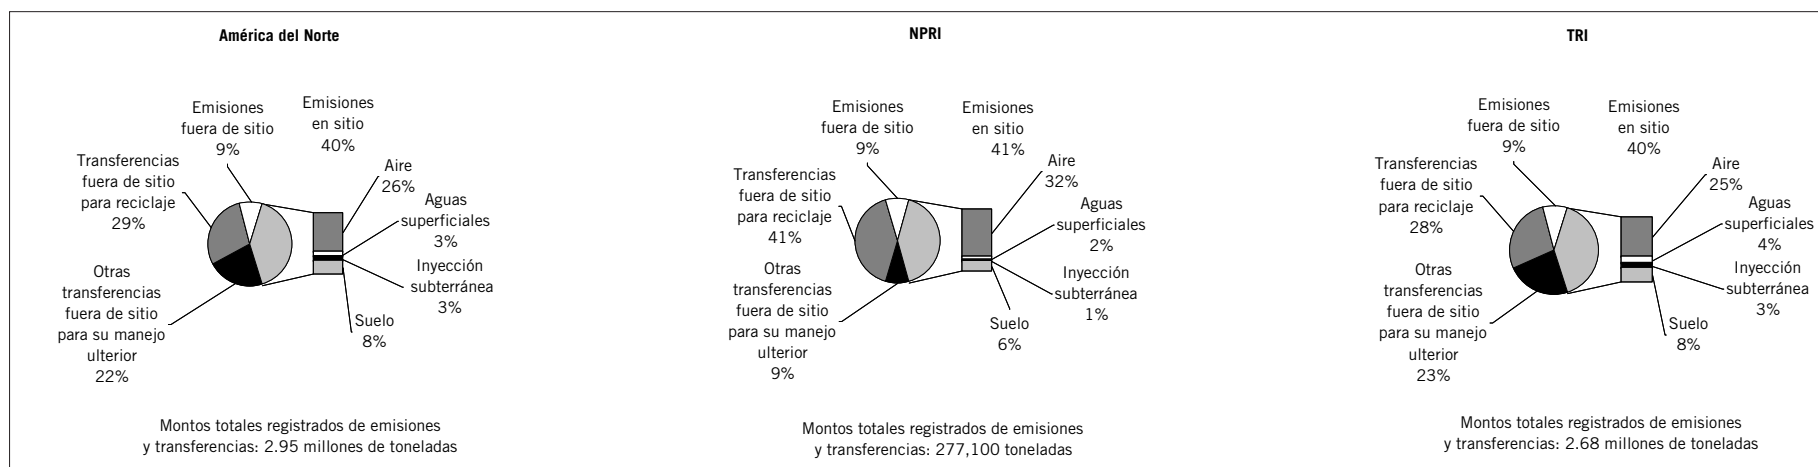 América del Norte
Emisiones
fuera de sitio
9%
Emisiones
en sitio
40%
Transferencias
fuera de sitio
para reciclaje
29%
Aire
26%
Aguas
superficiales
3%
Otras
transferencias
fuera de sitio
para su manejo
ulterior
22%
Inyección
subterránea
3%
Suelo
8%
Montos totales registrados de emisiones
y transferencias: 2.95 millones de toneladas
NPRI
Emisiones
fuera de sitio
9%
Emisiones
en sitio
41%
Transferencias
fuera de sitio
para reciclaje
41%
Aire
32%
Aguas
superficiales
2%
Otras
transferencias
fuera de sitio
para su manejo
ulterior
9%
Inyección
subterránea
1%
Suelo
6%
Montos totales registrados de emisiones
y transferencias: 277,100 toneladas
TRI
Emisiones
fuera de sitio
9%
Emisiones
en sitio
40%
Transferencias
fuera de sitio
para reciclaje
28%
Aire
25%
Aguas
superficiales
4%
Otras
transferencias
fuera de sitio
para su manejo
ulterior
23%
Inyección
subterránea
3%
Suelo
8%
Montos totales registrados de emisiones
y transferencias: 2.68 millones de toneladas